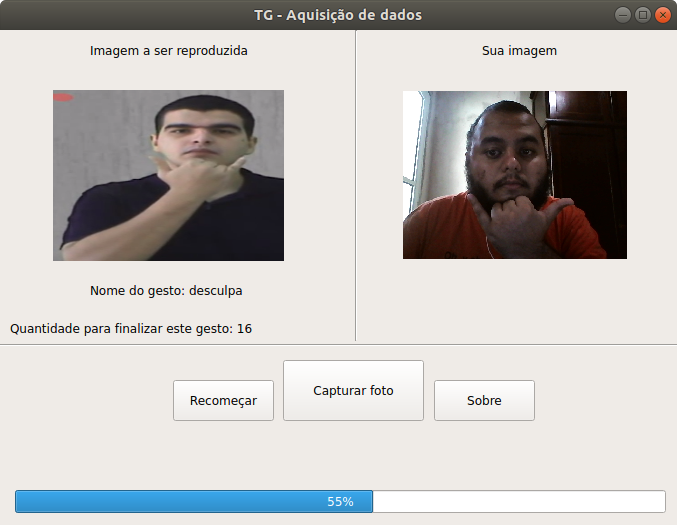 TG - Aquisição de dados
Imagem a ser reproduzida
Sua imagem
Nome do gesto: desculpa
Quantidade para finalizar este gesto: 16
Recomeçar
Capturar foto
Sobre
55%